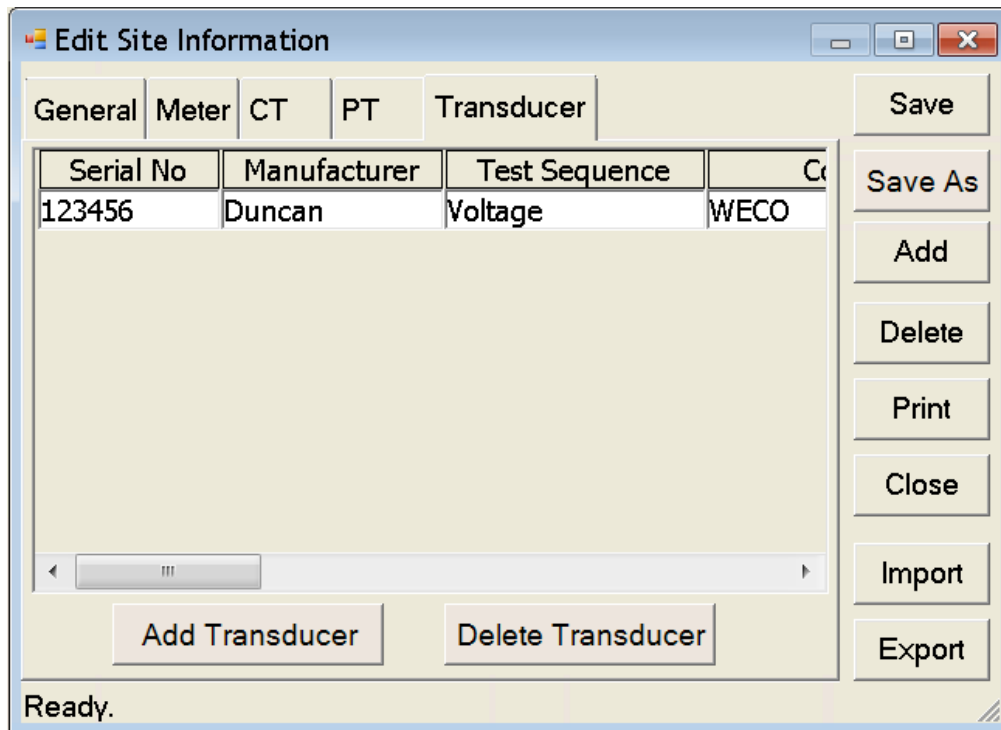 Edit Site Information
General Meter CT PT Transducer
Serial No Manufacturer Test Sequence
123456 Duncan Voltage WECO
Add Transducer Delete Transducer
Ready.
Save
Save As
Add
Delete
Print
Close
Import
Export